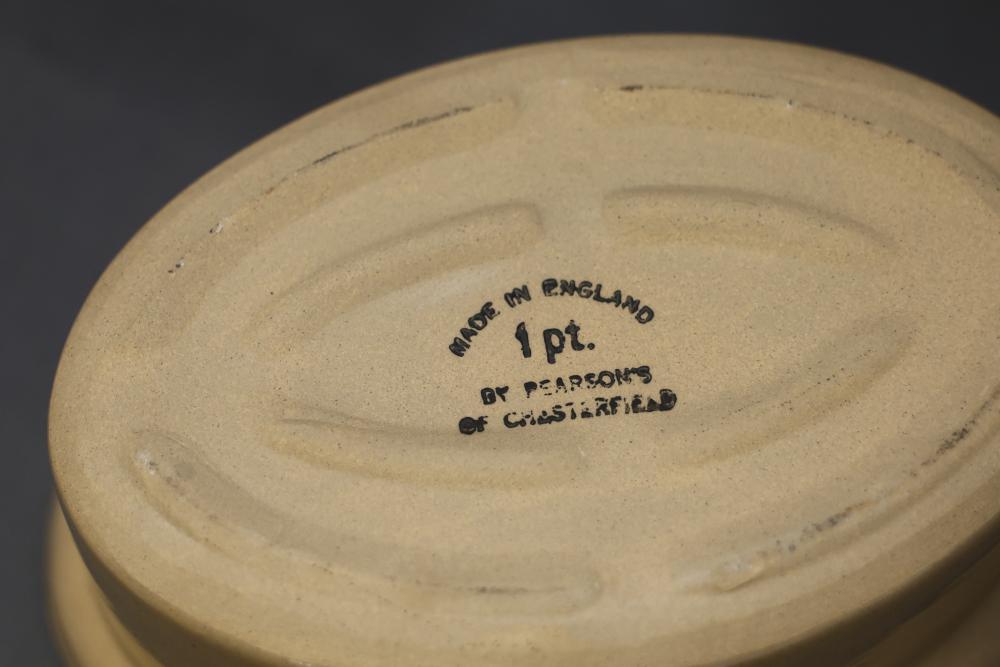 MADE IN ENGLAND
1 pt.
BY PEARSON'S
OF CHESTERFIELD